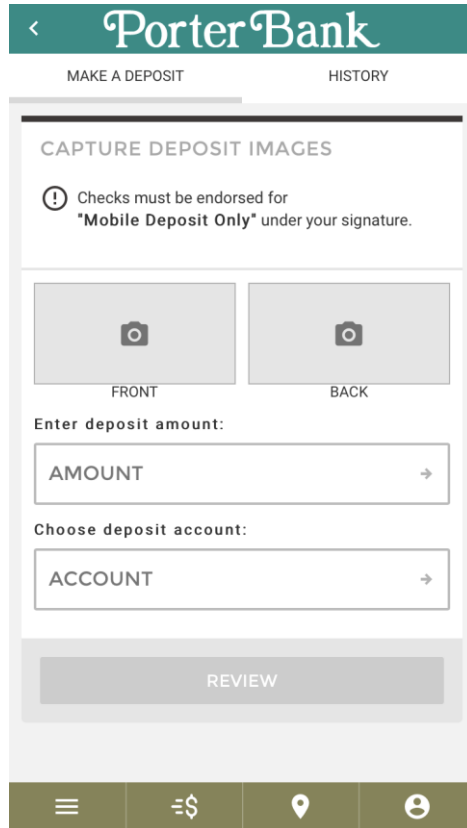 Porter Bank
MAKE A DEPOSIT
HISTORY
CAPTURE DEPOSIT IMAGES
Checks must be endorsed for
"Mobile Deposit Only" under your signature.
FRONT
BACK
Enter deposit amount:
AMOUNT
Choose deposit account:
ACCOUNT
REVIEW
$